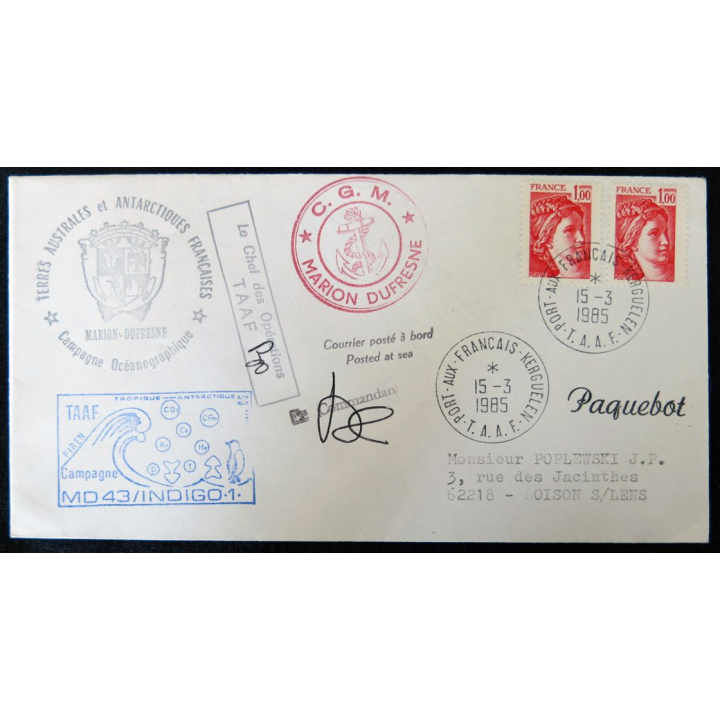 ★ TERRES AUSTRALES et ANTARCTIQUES FRANÇAISES ★
MARION-DUFRESNE
Campagne Océanographique
Le Chef des Opérations
TAAF
★ C. G. M. ★
MARION DUFRESNE
FRANCE 1,00
FRANCE 1,00
PORT-AUX-FRANCAIS-KERGUELEN
*
15-3
1985
T.A.A.F.
Courrier posté à bord
Posted at sea
Commandan
PORT-AUX-FRANCAIS-KERGUELEN
*
15-3
1985
T.A.A.F.
Paquebot
TROPIQUE-ANTARCTIQUE
TAAF
PIREN
CO₂
Campagne
MD43/INDIGO·1·
Monsieur POPLEWSKI J.P.
3, rue des Jacinthes
62218 - LOISON S/LENS